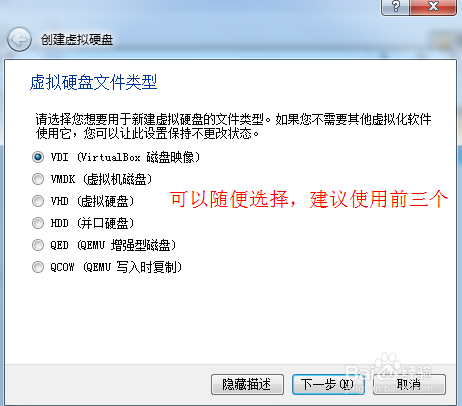 创建虚拟硬盘
虚拟硬盘文件类型
请选择您想要用于新建虚拟硬盘的文件类型。如果您不需要其他虚拟化软件
使用它，您可以让此设置保持不更改状态。
VDI (VirtualBox 磁盘映像)
VMDK (虚拟机磁盘)
VHD (虚拟硬盘)
可以随便选择，建议使用前三个
HDD (并口硬盘)
QED (QEMU 增强型磁盘)
QCOW (QEMU 写入时复制)
Baidu 经验
隐藏描述 下一步(N) 取消